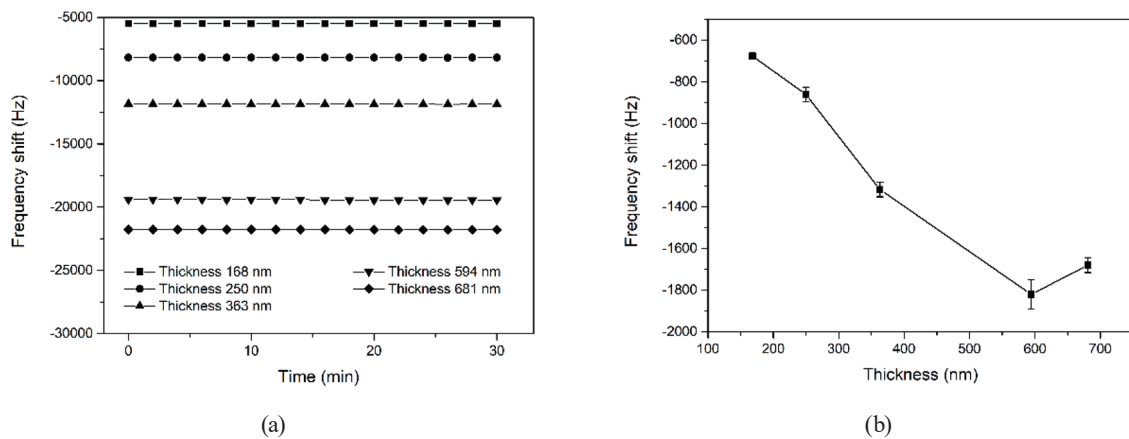 -5000
-10000
-15000
-20000
-25000
-30000
Frequency shift (Hz)
Thickness 168 nm
Thickness 250 nm
Thickness 363 nm
Thickness 594 nm
Thickness 681 nm
0
10
20
30
Time (min)
(a)
-600
-800
-1000
-1200
-1400
-1600
-1800
-2000
Frequency shift (Hz)
100
200
300
400
500
600
700
Thickness (nm)
(b)